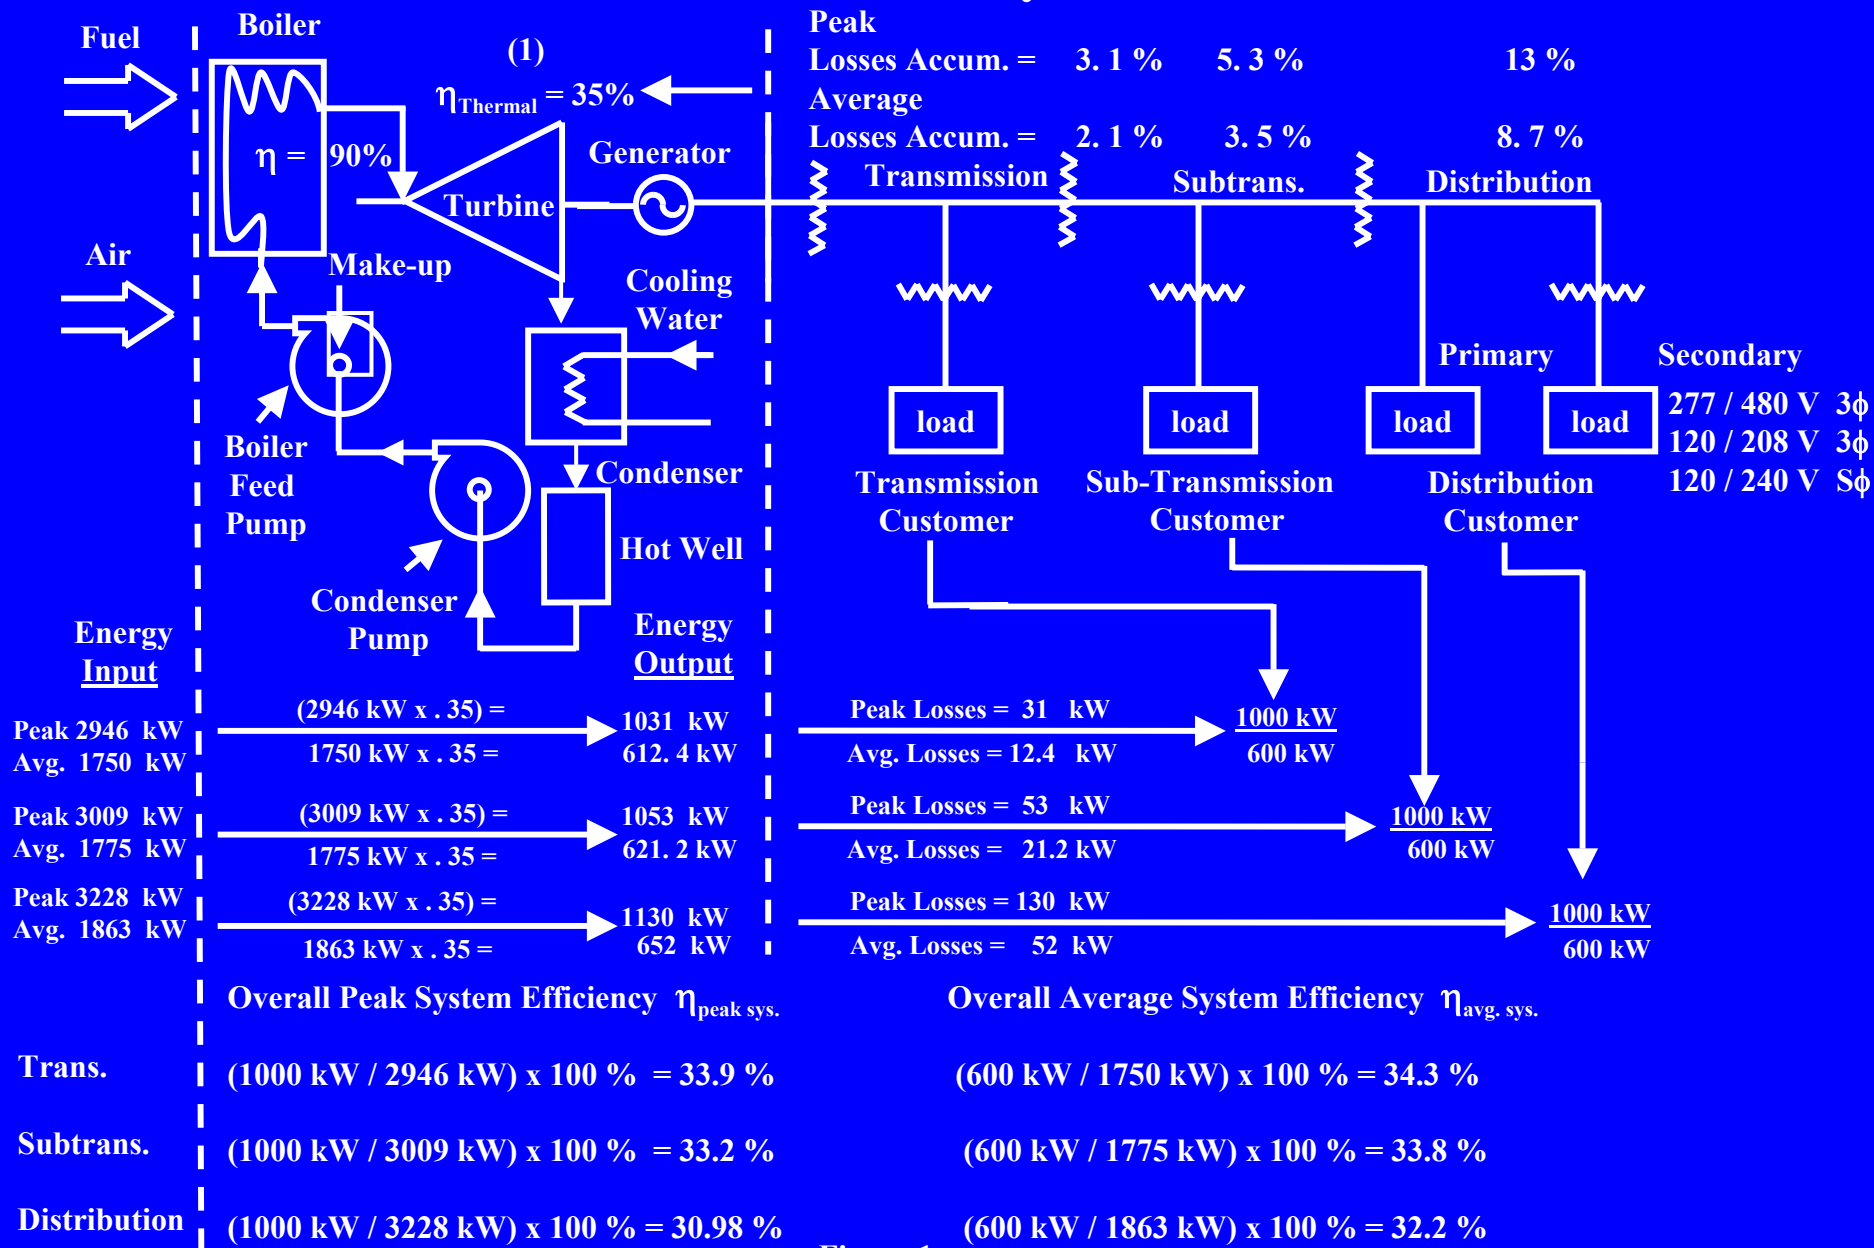 Peak
Fuel
Boiler
(1)
Losses Accum. = 3. 1 % 5. 3 % 13 %
ηThermal = 35%
Average
Losses Accum. = 2. 1 % 3. 5 % 8. 7 %
η = 90%
Generator
Transmission Subtrans. Distribution
Turbine
Air
Make-up
Cooling
Water
Primary Secondary
load load load load
277 / 480 V 3ϕ
120 / 208 V 3ϕ
120 / 240 V Sϕ
Boiler
Feed
Pump
Condenser
Transmission
Customer
Sub-Transmission
Customer
Distribution
Customer
Hot Well
Condenser
Pump
Energy
Input
Energy
Output
Peak 2946 kW (2946 kW x . 35) = 1031 kW Peak Losses = 31 kW 1000 kW
Avg. 1750 kW 1750 kW x . 35 = 612. 4 kW Avg. Losses = 12.4 kW 600 kW
Peak 3009 kW (3009 kW x . 35) = 1053 kW Peak Losses = 53 kW 1000 kW
Avg. 1775 kW 1775 kW x . 35 = 621. 2 kW Avg. Losses = 21.2 kW 600 kW
Peak 3228 kW (3228 kW x . 35) = 1130 kW Peak Losses = 130 kW 1000 kW
Avg. 1863 kW 1863 kW x . 35 = 652 kW Avg. Losses = 52 kW 600 kW
Overall Peak System Efficiency ηpeak sys. Overall Average System Efficiency ηavg. sys.
Trans. (1000 kW / 2946 kW) x 100 % = 33.9 % (600 kW / 1750 kW) x 100 % = 34.3 %
Subtrans. (1000 kW / 3009 kW) x 100 % = 33.2 % (600 kW / 1775 kW) x 100 % = 33.8 %
Distribution (1000 kW / 3228 kW) x 100 % = 30.98 % (600 kW / 1863 kW) x 100 % = 32.2 %